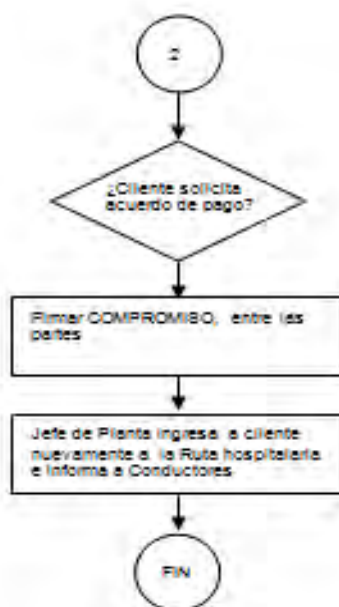 2
¿Cliente solicita
acuerdo de pago?
Firmar COMPROMISO, entre las
partes
Jefe de Planta ingresa a cliente
nuevamente a la Ruta hospitalaria
e Informa a Conductores
FIN